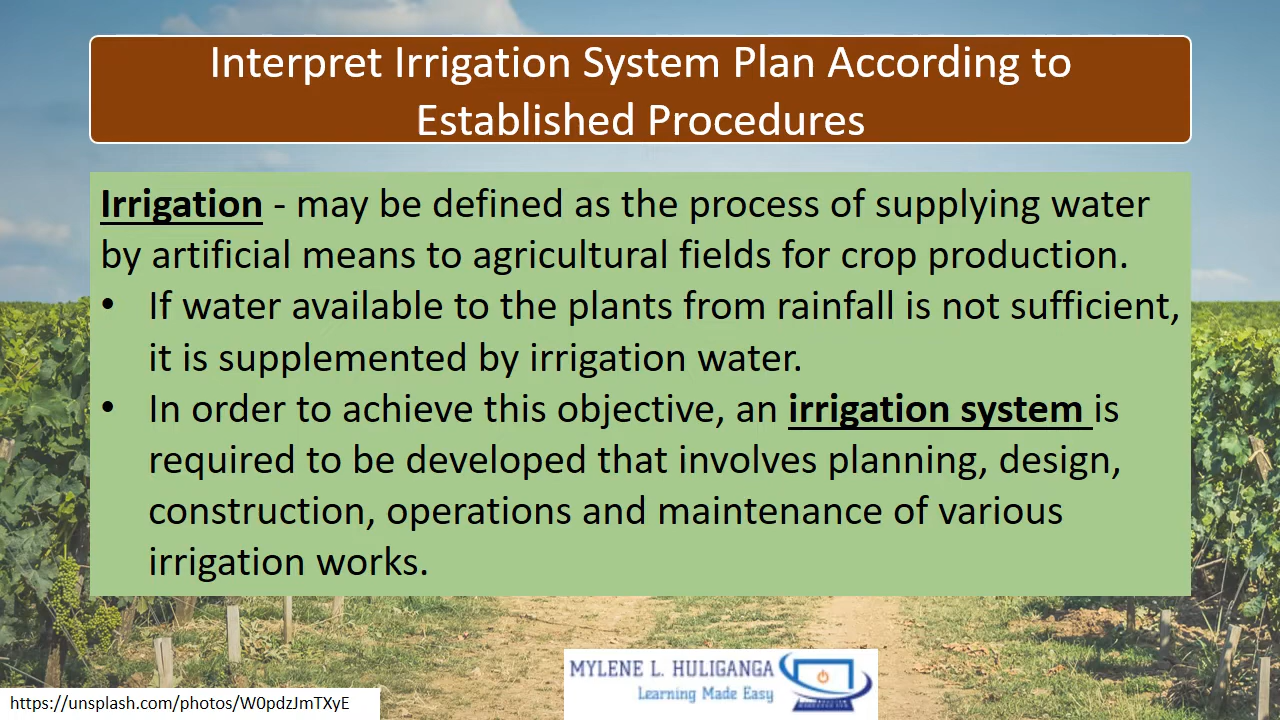 Interpret Irrigation System Plan According to
Established Procedures
Irrigation - may be defined as the process of supplying water
by artificial means to agricultural fields for crop production.
• If water available to the plants from rainfall is not sufficient,
it is supplemented by irrigation water.
• In order to achieve this objective, an irrigation system is
required to be developed that involves planning, design,
construction, operations and maintenance of various
irrigation works.
MYLENE L. HULIGANGA
Learning Made Easy
https://unsplash.com/photos/W0pdzJmTXyE